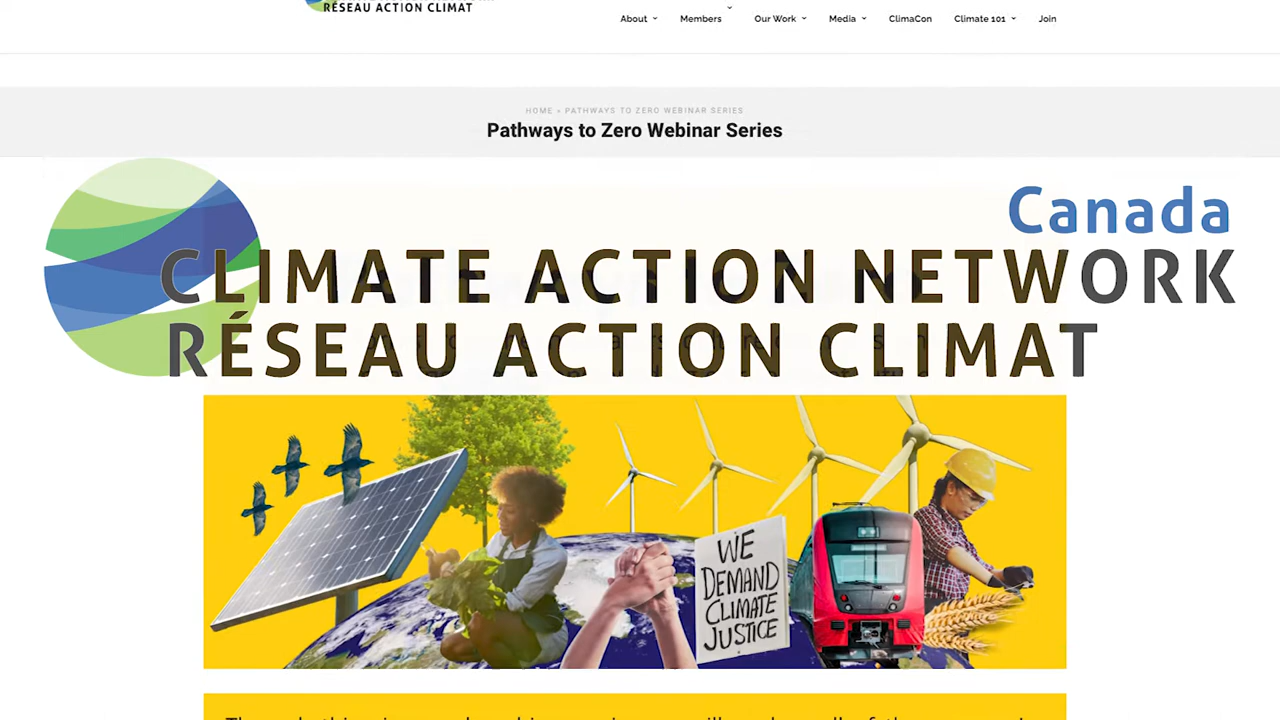 RÉSEAU ACTION CLIMAT
About Members Our Work Media ClimaCon Climate 101 Join
HOME » PATHWAYS TO ZERO WEBINAR SERIES
Pathways to Zero Webinar Series
Canada
CLIMATE ACTION NETWORK
RÉSEAU ACTION CLIMAT
WE
DEMAND
CLIMATE
JUSTICE